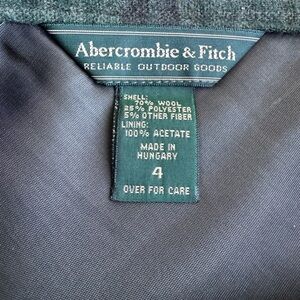 Abercrombie & Fitch
RELIABLE OUTDOOR GOODS
SHELL:
70% WOOL
25% POLYESTER
5% OTHER FIBER
LINING:
100% ACETATE
MADE IN
HUNGARY
4
OVER FOR CARE